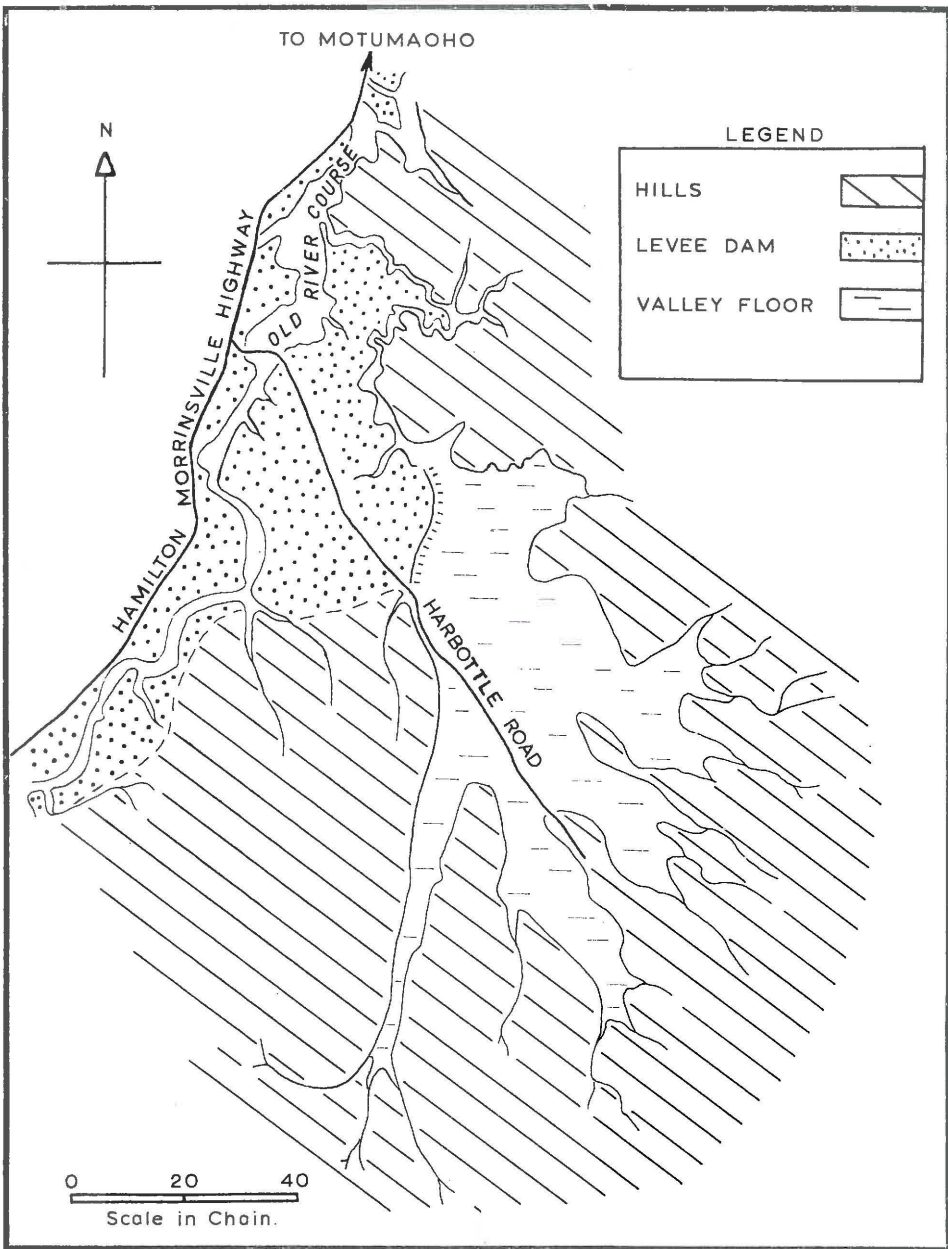 TO MOTUMAOHO
N
LEGEND
HILLS
LEVEE DAM
VALLEY FLOOR
OLD RIVER COURSE
HAMILTON MORRINSVILLE HIGHWAY
HARBOTTLE ROAD
0 20 40
Scale in Chain.